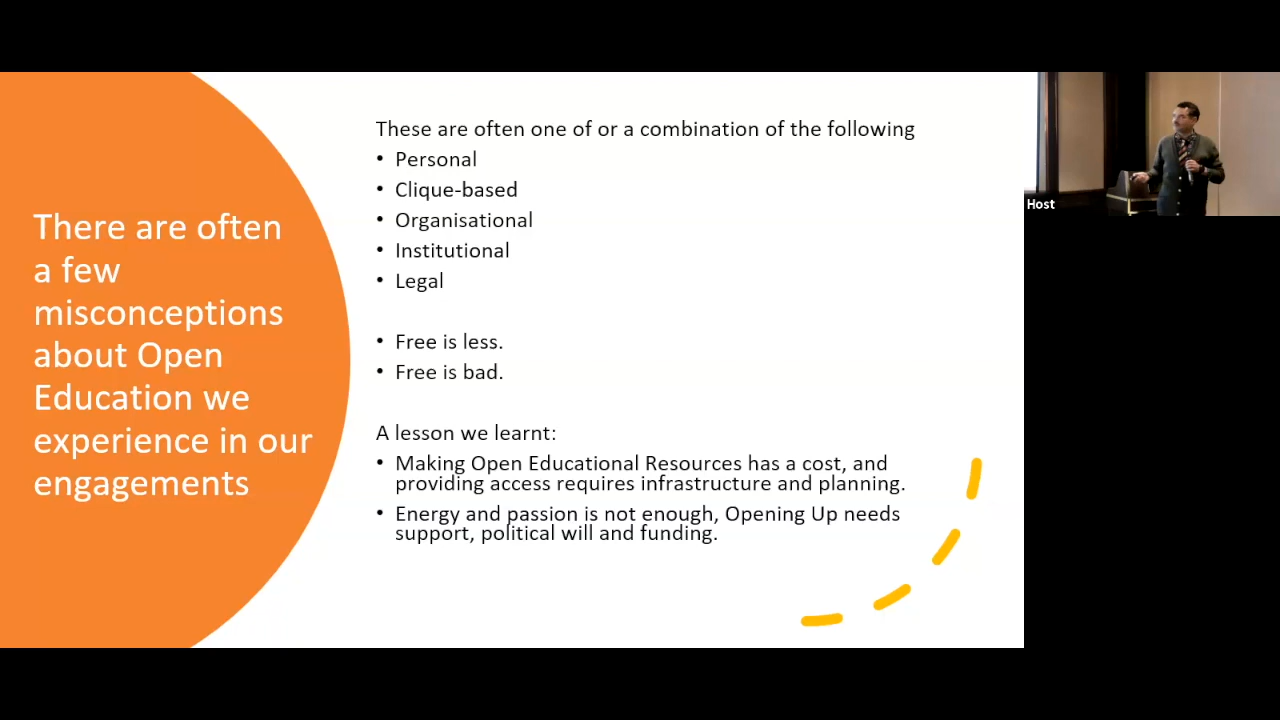 There are often
a few
misconceptions
about Open
Education we
experience in our
engagements
These are often one of or a combination of the following
• Personal
• Clique-based
• Organisational
• Institutional
• Legal
• Free is less.
• Free is bad.
A lesson we learnt:
• Making Open Educational Resources has a cost, and
providing access requires infrastructure and planning.
• Energy and passion is not enough, Opening Up needs
support, political will and funding.
Host